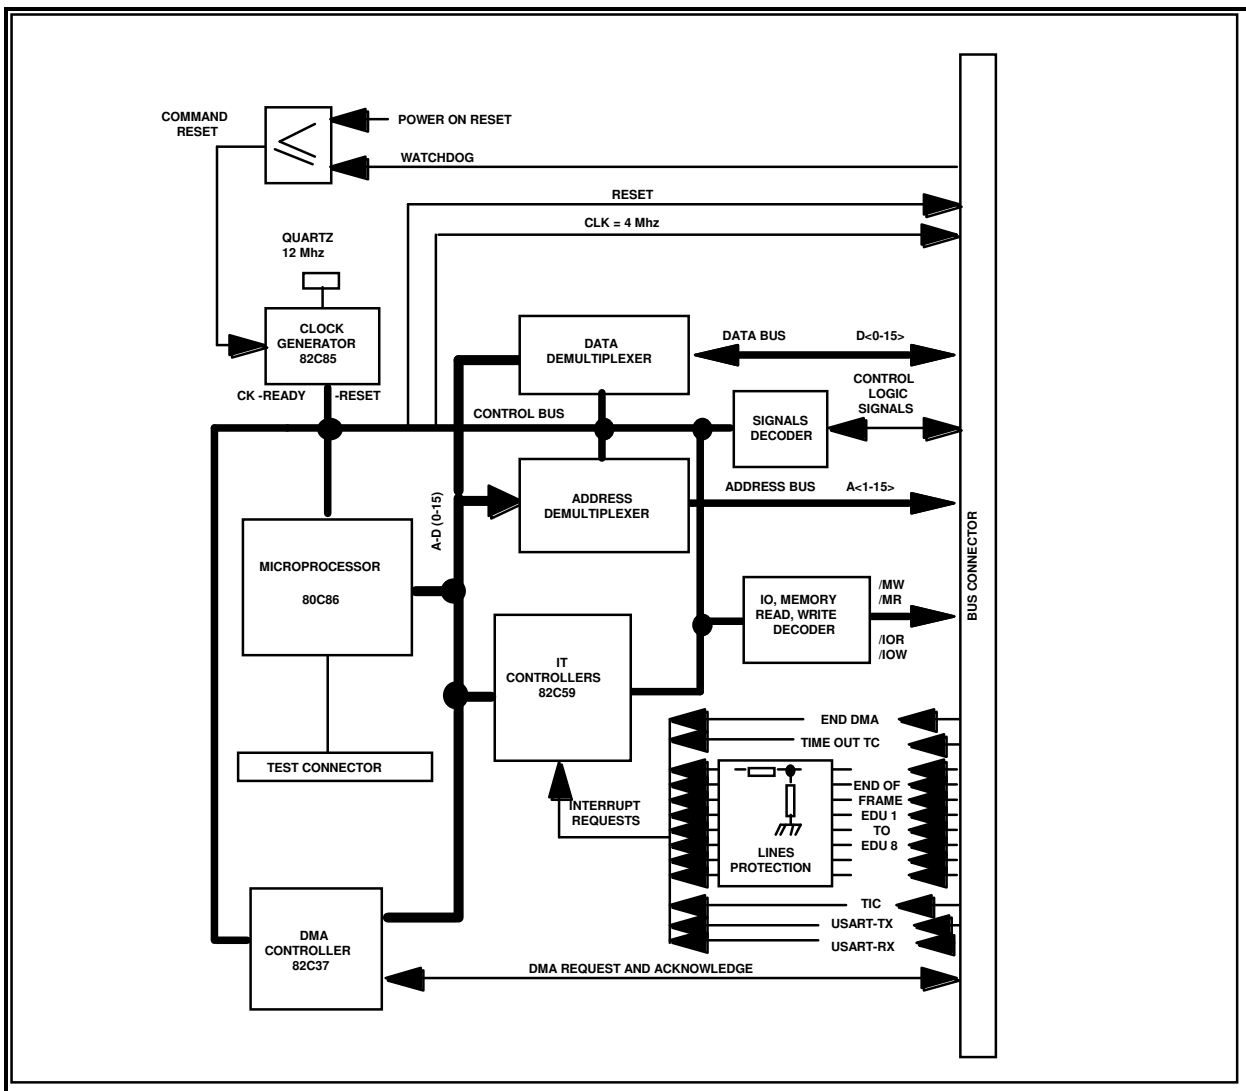 COMMAND
RESET
POWER ON RESET
WATCHDOG
RESET
CLK = 4 Mhz
QUARTZ
12 Mhz
CLOCK
GENERATOR
82C85
CK -READY
-RESET
DATA
DEMULTIPLEXER
DATA BUS
D<0-15>
CONTROL
LOGIC
SIGNALS
CONTROL BUS
SIGNALS
DECODER
ADDRESS
DEMULTIPLEXER
ADDRESS BUS
A<1-15>
A-D (0-15)
MICROPROCESSOR
80C86
BUS CONNECTOR
IO, MEMORY
READ, WRITE
DECODER
/MW
/MR
/IOR
/IOW
IT
CONTROLLERS
82C59
TEST CONNECTOR
INTERRUPT
REQUESTS
END DMA
TIME OUT TC
END OF
FRAME
EDU 1
TO
EDU 8
LINES
PROTECTION
TIC
USART-TX
USART-RX
DMA
CONTROLLER
82C37
DMA REQUEST AND ACKNOWLEDGE